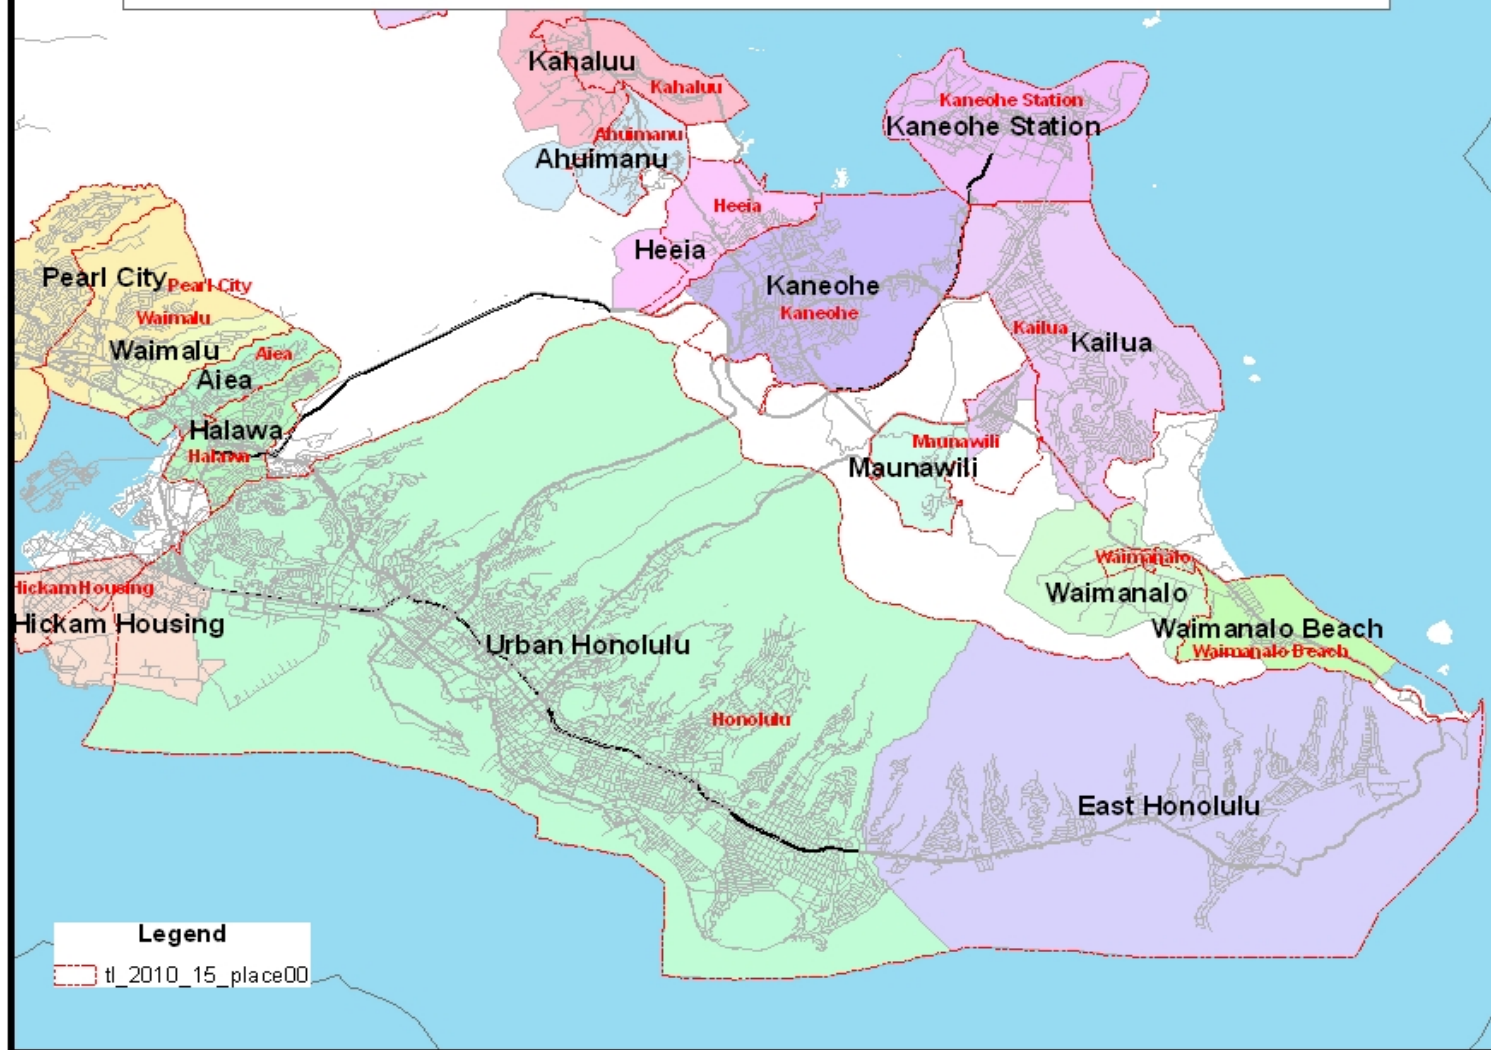 Kahaluu
Kahaluu
Kaneohe Station
Kaneohe Station
Ahuimanu
Ahuimanu
Heeia
Heeia
Pearl City
Pearl City
Kaneohe
Kaneohe
Waimalu
Waimalu
Kailua
Kailua
Aiea
Aiea
Halawa
Halawa
Maunawili
Maunawili
Waimanalo
Waimanalo
Hickam Housing
Hickam Housing
Waimanalo Beach
Waimanalo Beach
Urban Honolulu
Honolulu
East Honolulu
Legend
tl_2010_15_place00